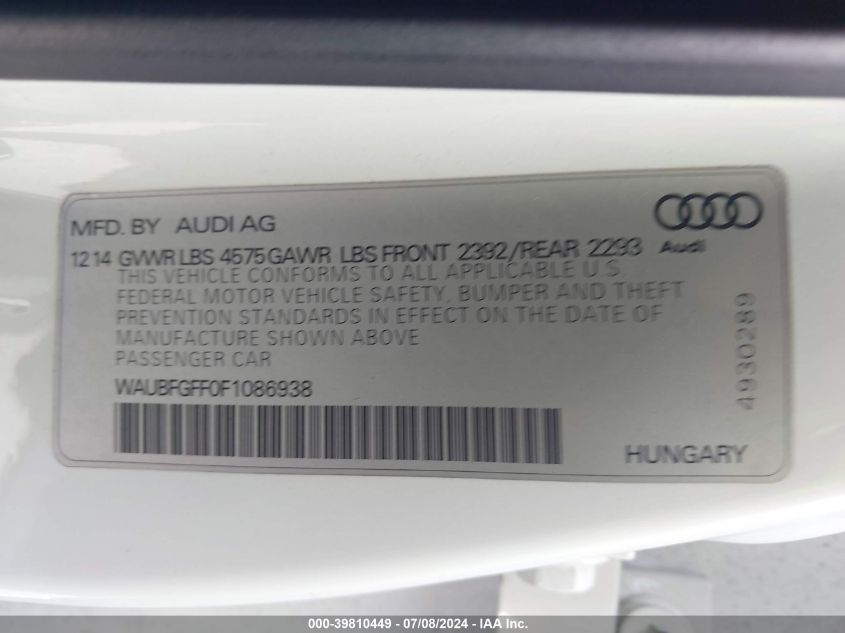 MFD. BY AUDI AG
12 14 GVWR LBS 4575 GAWR LBS FRONT 2392/REAR 2293
Audi
THIS VEHICLE CONFORMS TO ALL APPLICABLE U.S.
FEDERAL MOTOR VEHICLE SAFETY, BUMPER AND THEFT
PREVENTION STANDARDS IN EFFECT ON THE DATE OF
MANUFACTURE SHOWN ABOVE
PASSENGER CAR
WAUBFGFF0F1086938
4930289
HUNGARY
000-39810449 - 07/08/2024 - IAA Inc.